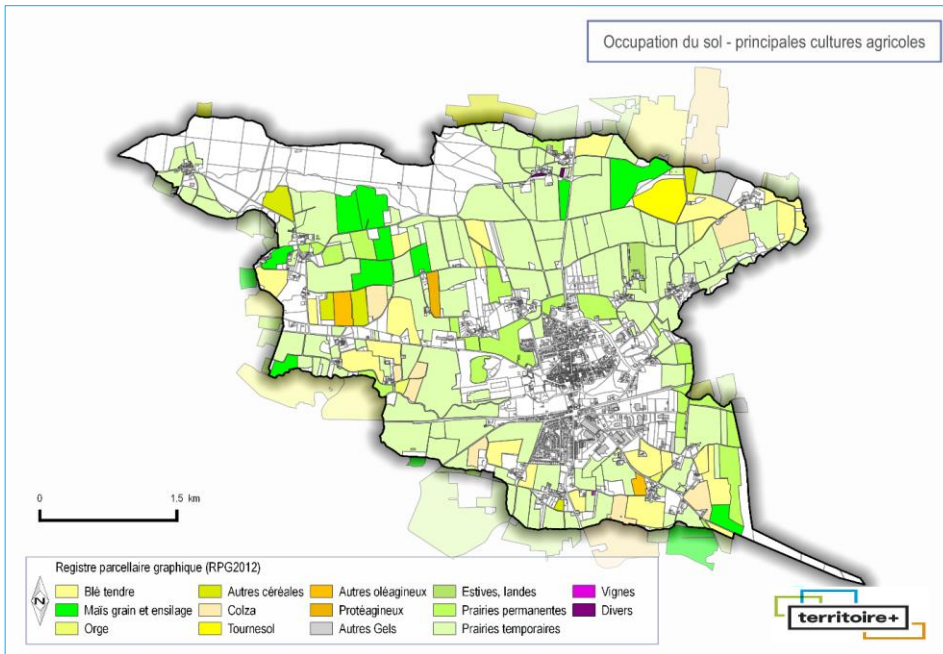 Occupation du sol - principales cultures agricoles
0 1.5 km
Registre parcellaire graphique (RPG2012)
Blé tendre
Maïs grain et ensilage
Orge
Autres céréales
Colza
Tournesol
Autres oléagineux
Protéagineux
Autres Gels
Estives, landes
Prairies permanentes
Prairies temporaires
Vignes
Divers
N
territoire+